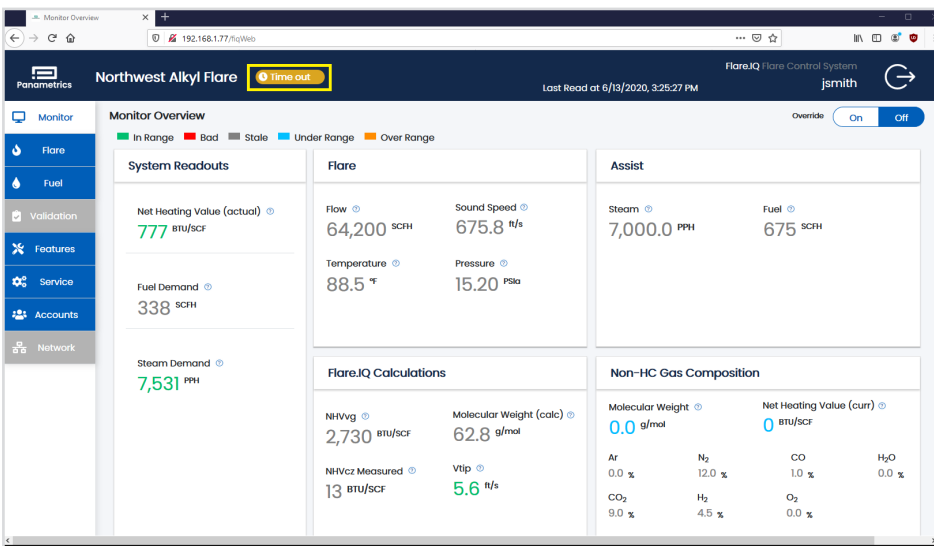 Monitor Overview
192.168.1.77/fiqWeb
Panametrics
Northwest Alkyl Flare
Time out
Last Read at 6/13/2020, 3:25:27 PM
Flare.IQ Flare Control System
jsmith
Monitor
Flare
Fuel
Validation
Features
Service
Accounts
Network
Monitor Overview
Override On Off
In Range Bad Stale Under Range Over Range
System Readouts
Net Heating Value (actual)
777 BTU/SCF
Fuel Demand
338 SCFH
Steam Demand
7,531 PPH
Flare
Flow
64,200 SCFH
Sound Speed
675.8 ft/s
Temperature
88.5 °F
Pressure
15.20 PSIa
Assist
Steam
7,000.0 PPH
Fuel
675 SCFH
Flare.IQ Calculations
NHVvg
2,730 BTU/SCF
Molecular Weight (calc)
62.8 g/mol
NHVcz Measured
13 BTU/SCF
Vtip
5.6 ft/s
Non-HC Gas Composition
Molecular Weight
0.0 g/mol
Net Heating Value (curr)
0 BTU/SCF
Ar
0.0 %
N₂
12.0 %
CO
1.0 %
H₂O
0.0 %
CO₂
9.0 %
H₂
4.5 %
O₂
0.0 %